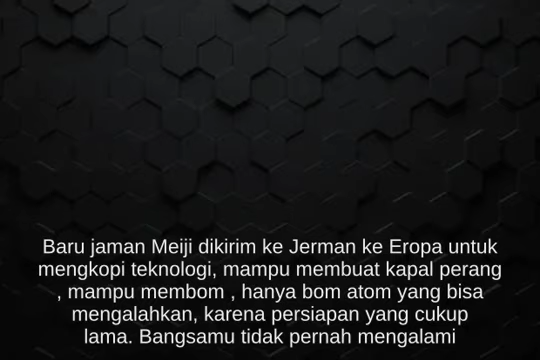 Baru jaman Meiji dikirim ke Jerman ke Eropa untuk
mengkopi teknologi, mampu membuat kapal perang
, mampu membom , hanya bom atom yang bisa
mengalahkan, karena persiapan yang cukup
lama. Bangsamu tidak pernah mengalami